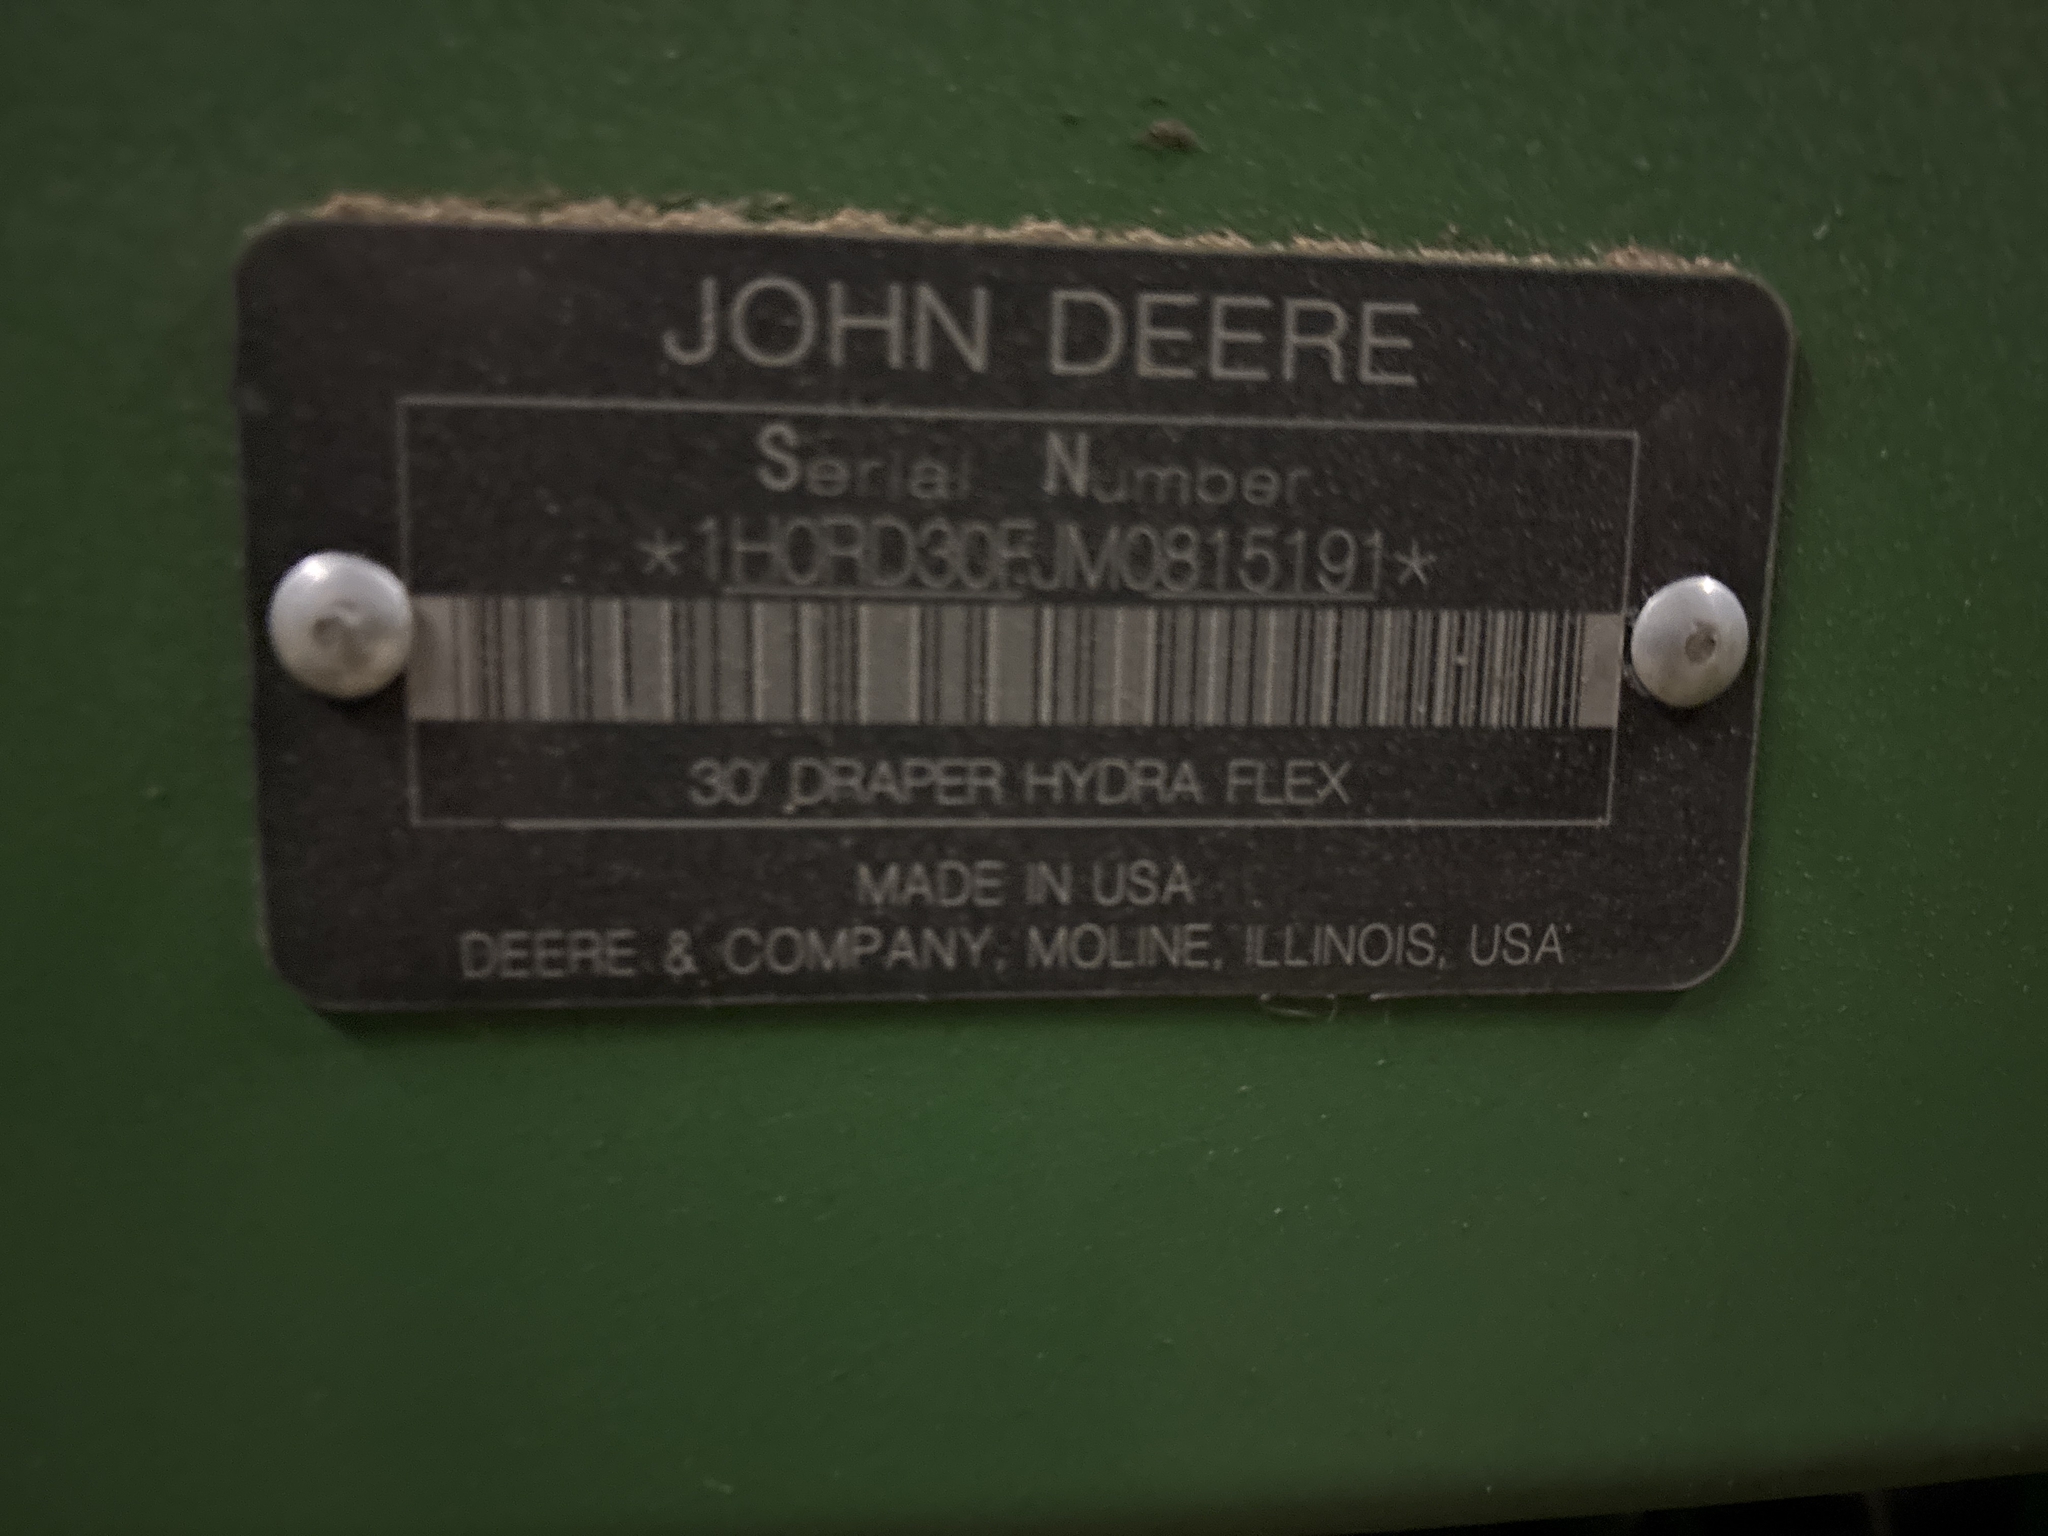 JOHN DEERE
Serial Number
*1H0RD30FJM0815191*
30' DRAPER HYDRA FLEX
MADE IN USA
DEERE & COMPANY, MOLINE, ILLINOIS, USA